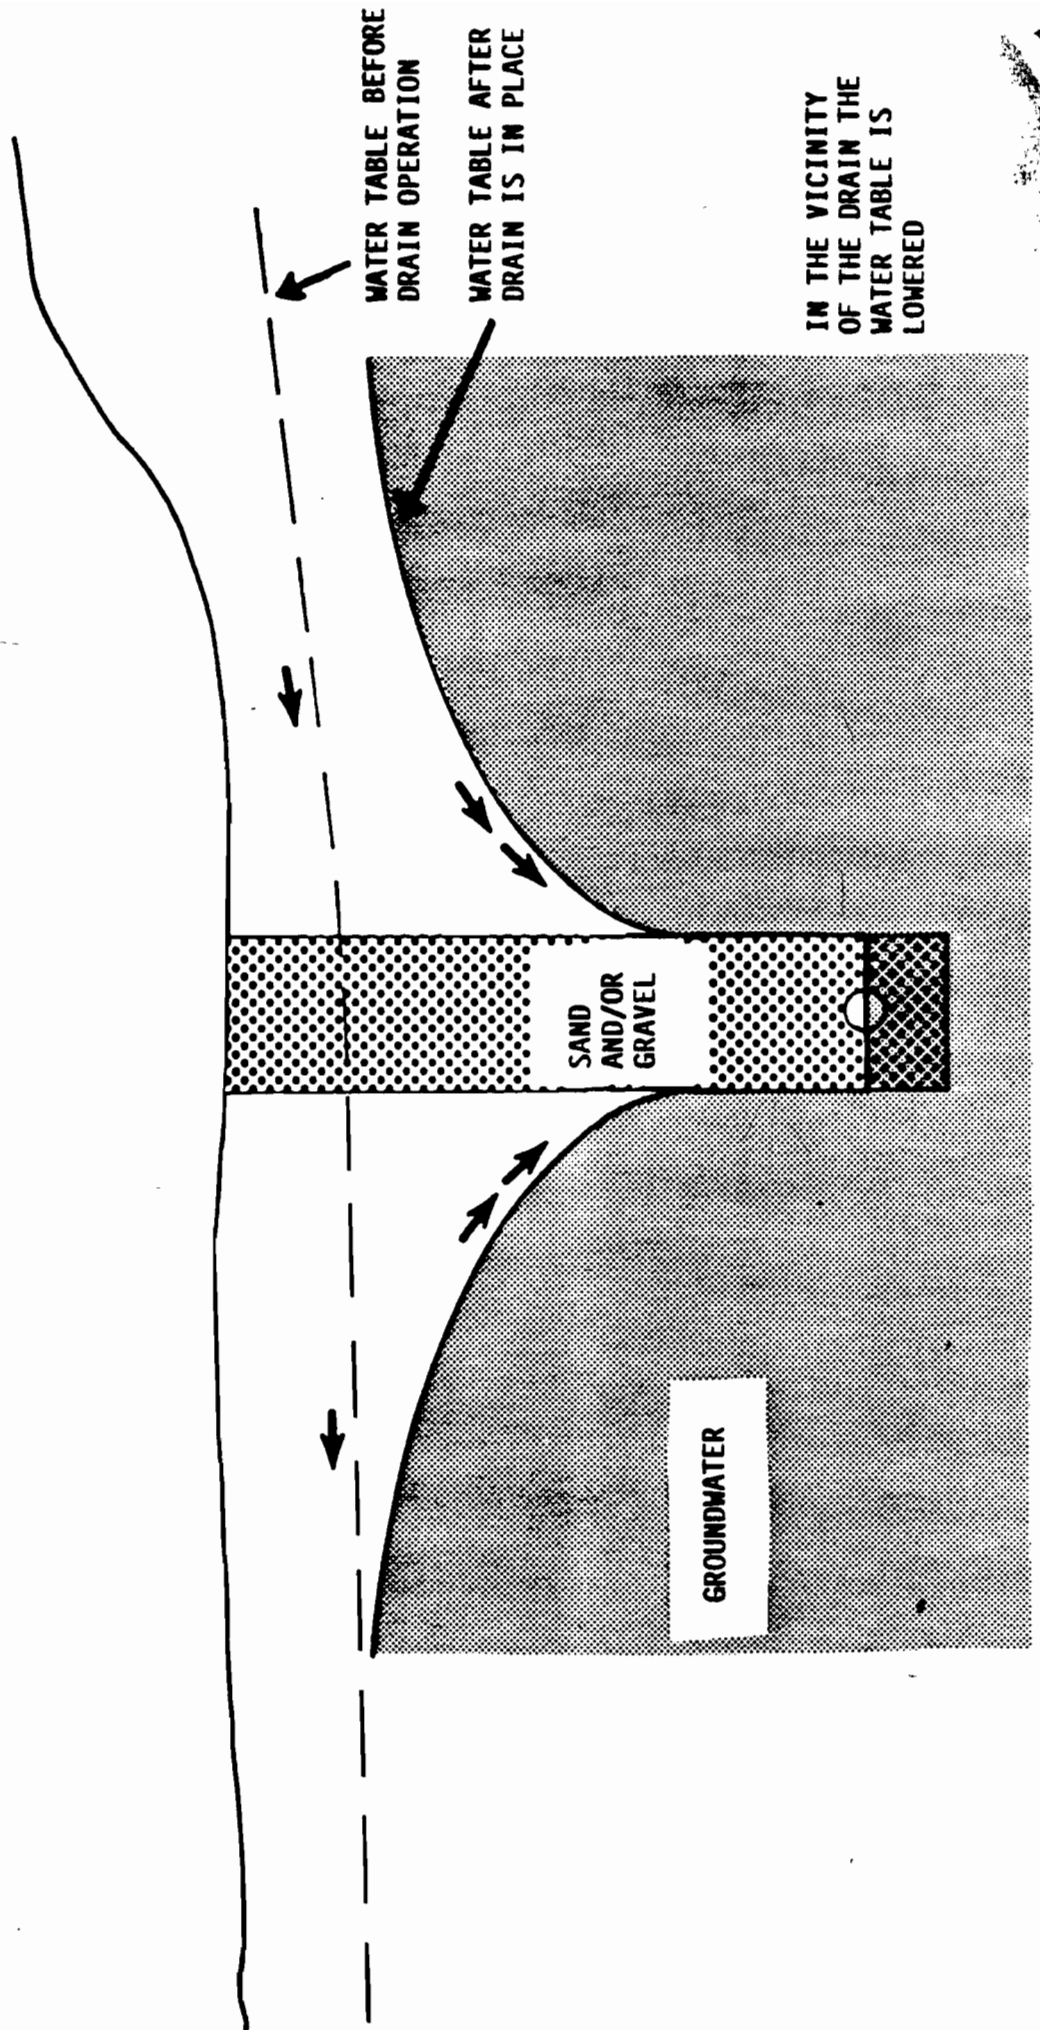 WATER TABLE BEFORE
DRAIN OPERATION
WATER TABLE AFTER
DRAIN IS IN PLACE
SAND
AND/OR
GRAVEL
GROUNDWATER
IN THE VICINITY
OF THE DRAIN THE
WATER TABLE IS
LOWERED